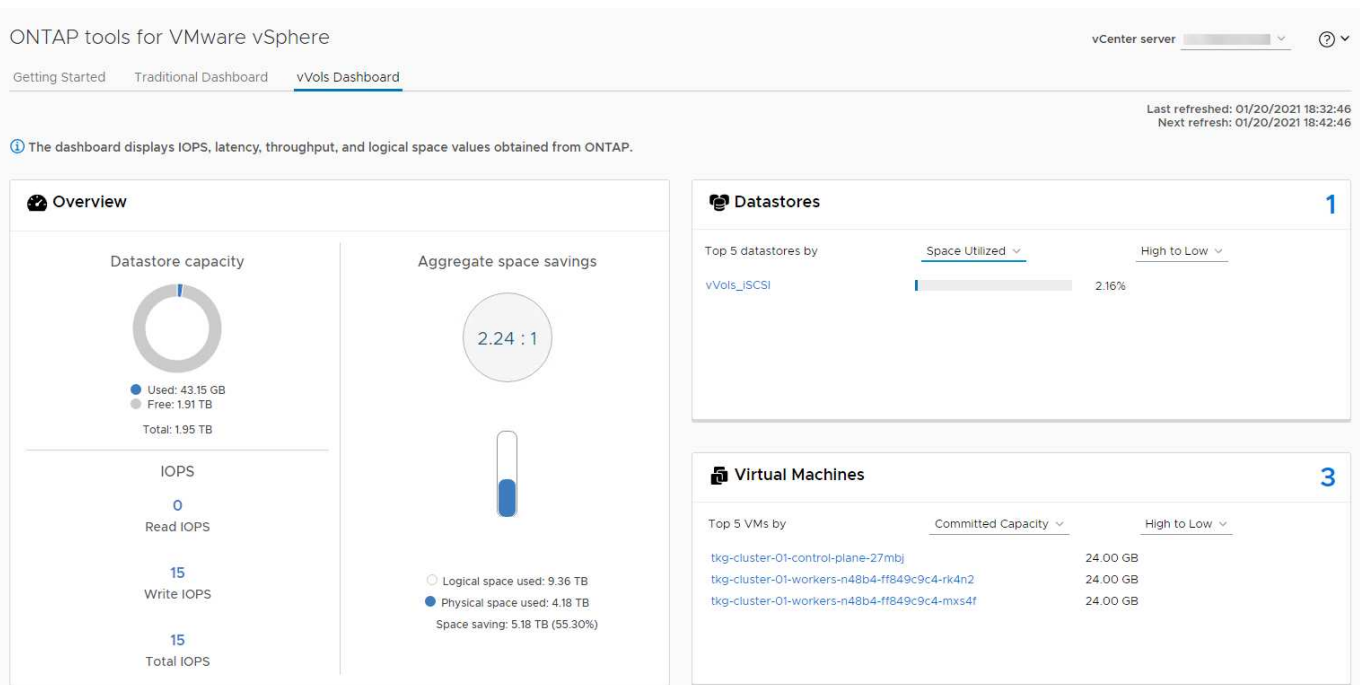 ONTAP tools for VMware vSphere
vCenter server
Getting Started
Traditional Dashboard
vVols Dashboard
Last refreshed: 01/20/2021 18:32:46
Next refresh: 01/20/2021 18:42:46
The dashboard displays IOPS, latency, throughput, and logical space values obtained from ONTAP.
Overview
Datastore capacity
Used: 43.15 GB
Free: 1.91 TB
Total: 1.95 TB
IOPS
0
Read IOPS
15
Write IOPS
15
Total IOPS
Aggregate space savings
2.24 : 1
Logical space used: 9.36 TB
Physical space used: 4.18 TB
Space saving: 5.18 TB (55.30%)
Datastores
1
Top 5 datastores by
Space Utilized
High to Low
vVols_iSCSI
2.16%
Virtual Machines
3
Top 5 VMs by
Committed Capacity
High to Low
tkg-cluster-01-control-plane-27mbj 24.00 GB
tkg-cluster-01-workers-n48b4-ff849c9c4-rk4n2 24.00 GB
tkg-cluster-01-workers-n48b4-ff849c9c4-mxs4f 24.00 GB